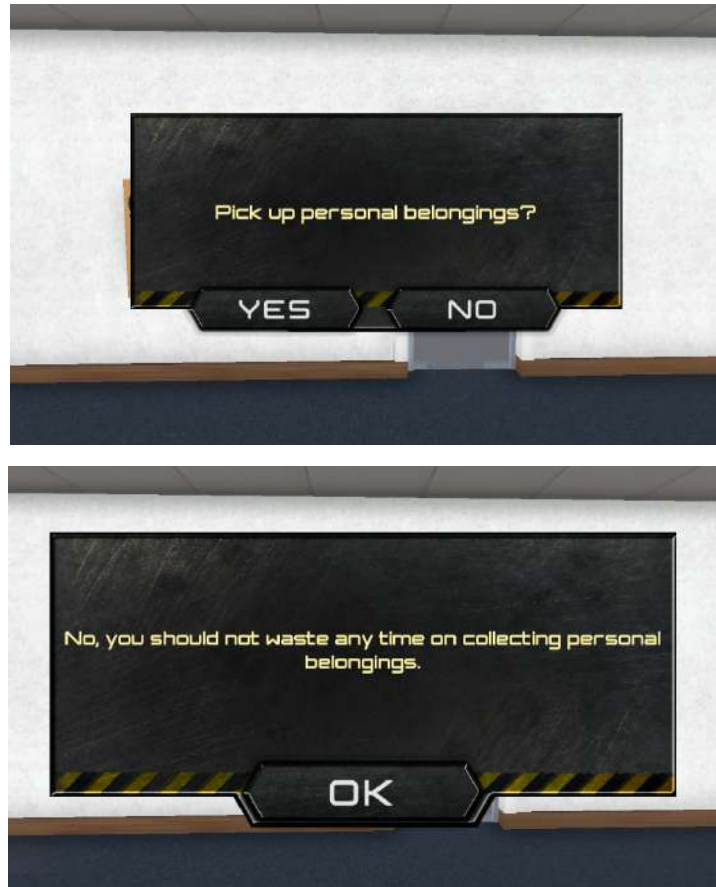 Pick up personal belongings?
YES
NO
No, you should not waste any time on collecting personal
belongings.
OK